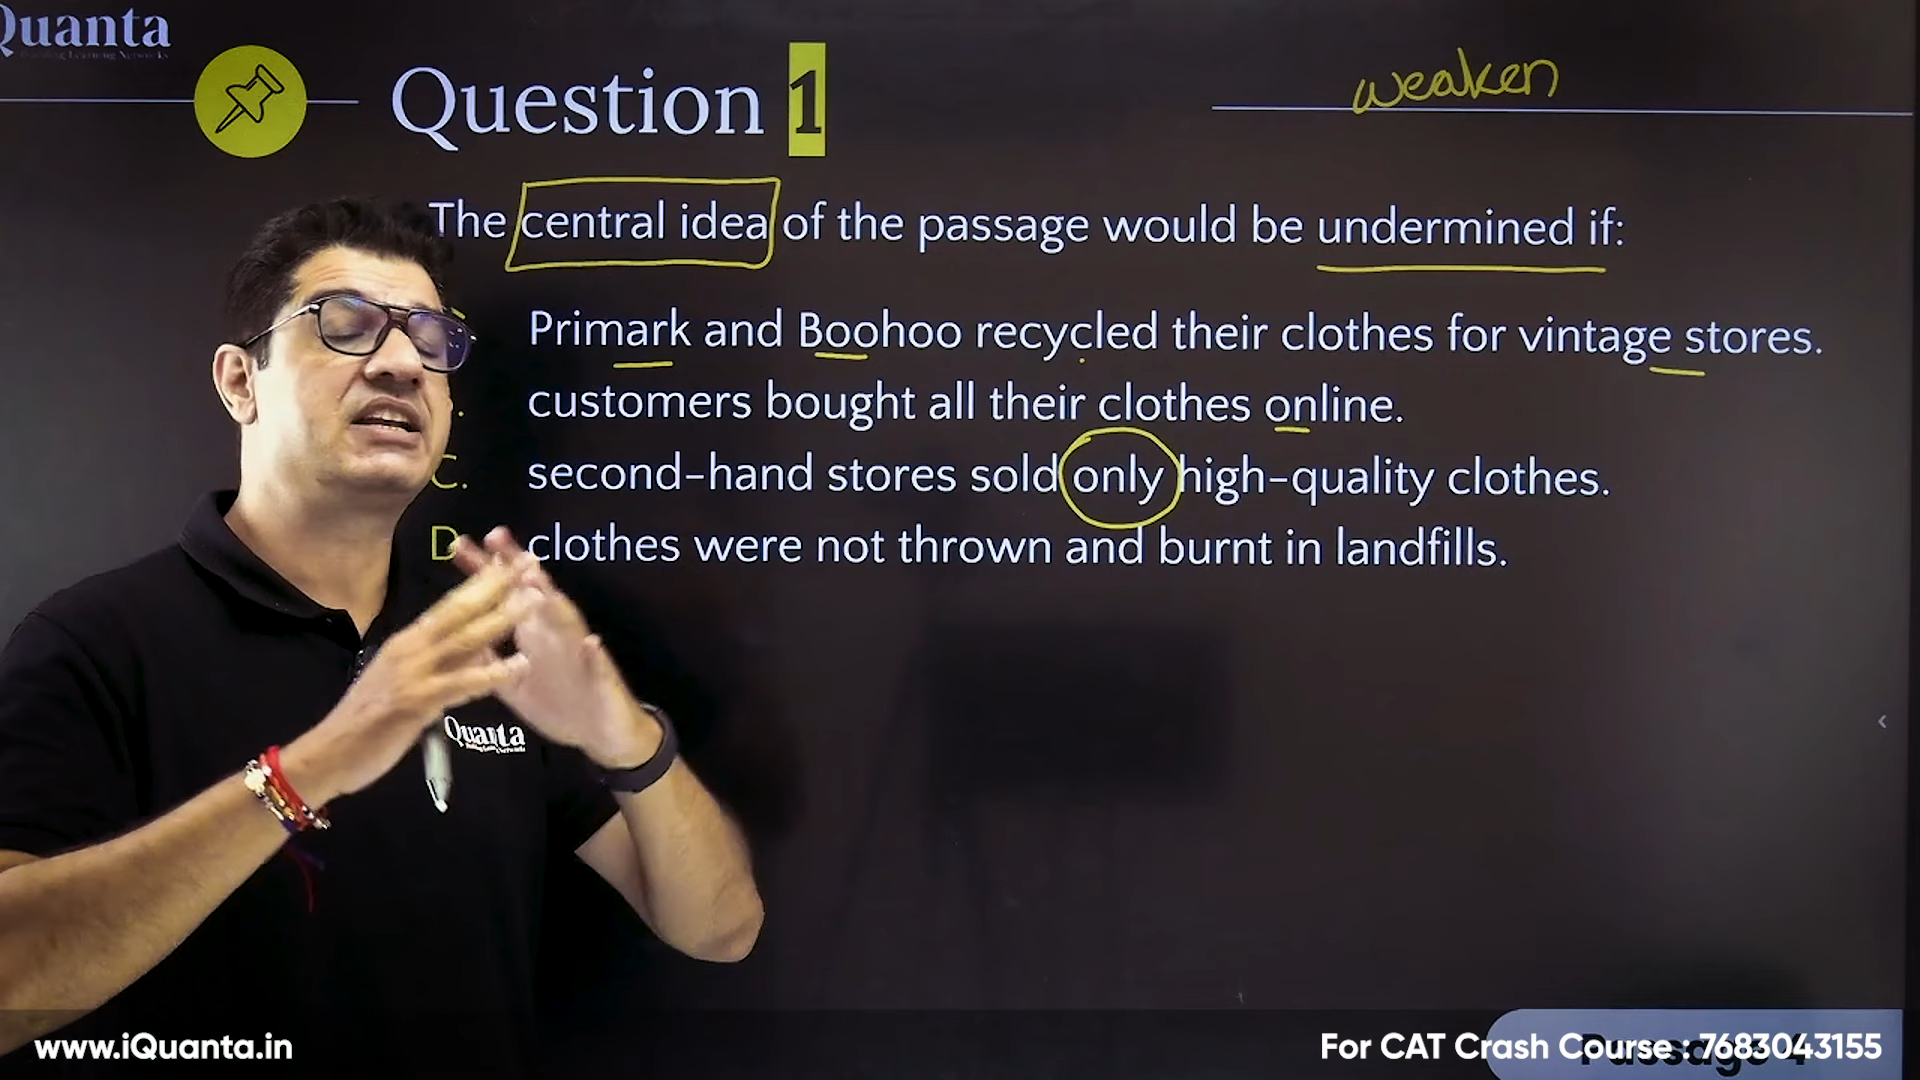 Quanta
weaken
Question 1
The central idea of the passage would be undermined if:
Primark and Boohoo recycled their clothes for vintage stores.
customers bought all their clothes online.
C. second-hand stores sold only high-quality clothes.
D. clothes were not thrown and burnt in landfills.
Quanta
www.iQuanta.in
For CAT Crash Course : 7683043155